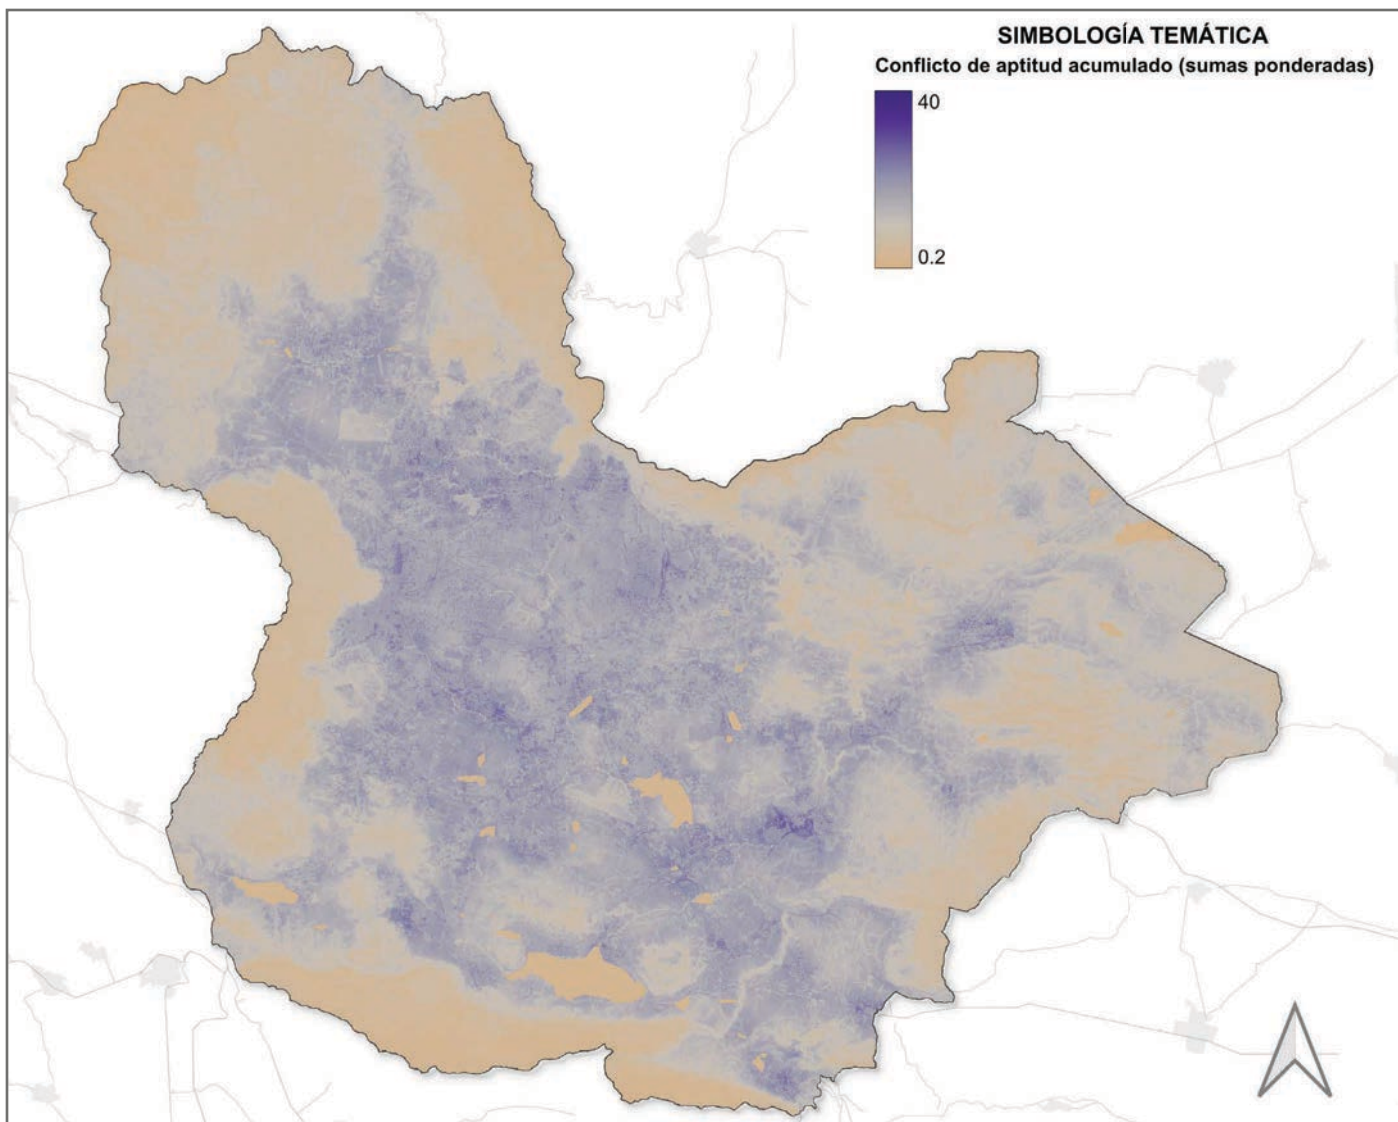 SIMBOLOGÍA TEMÁTICA
Conflicto de aptitud acumulado (sumas ponderadas)
40
0.2